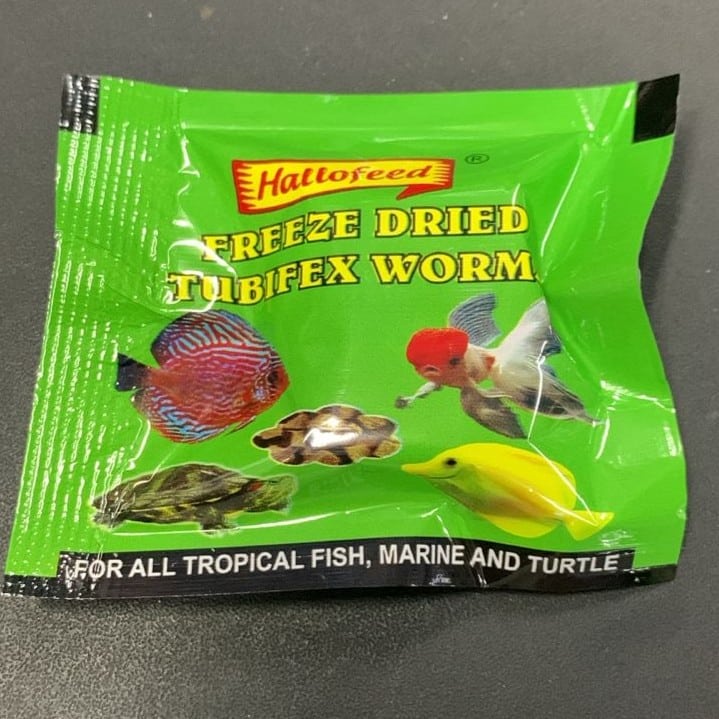 Hallofeed ®
FREEZE DRIED
TUBIFEX WORM
FOR ALL TROPICAL FISH, MARINE AND TURTLE